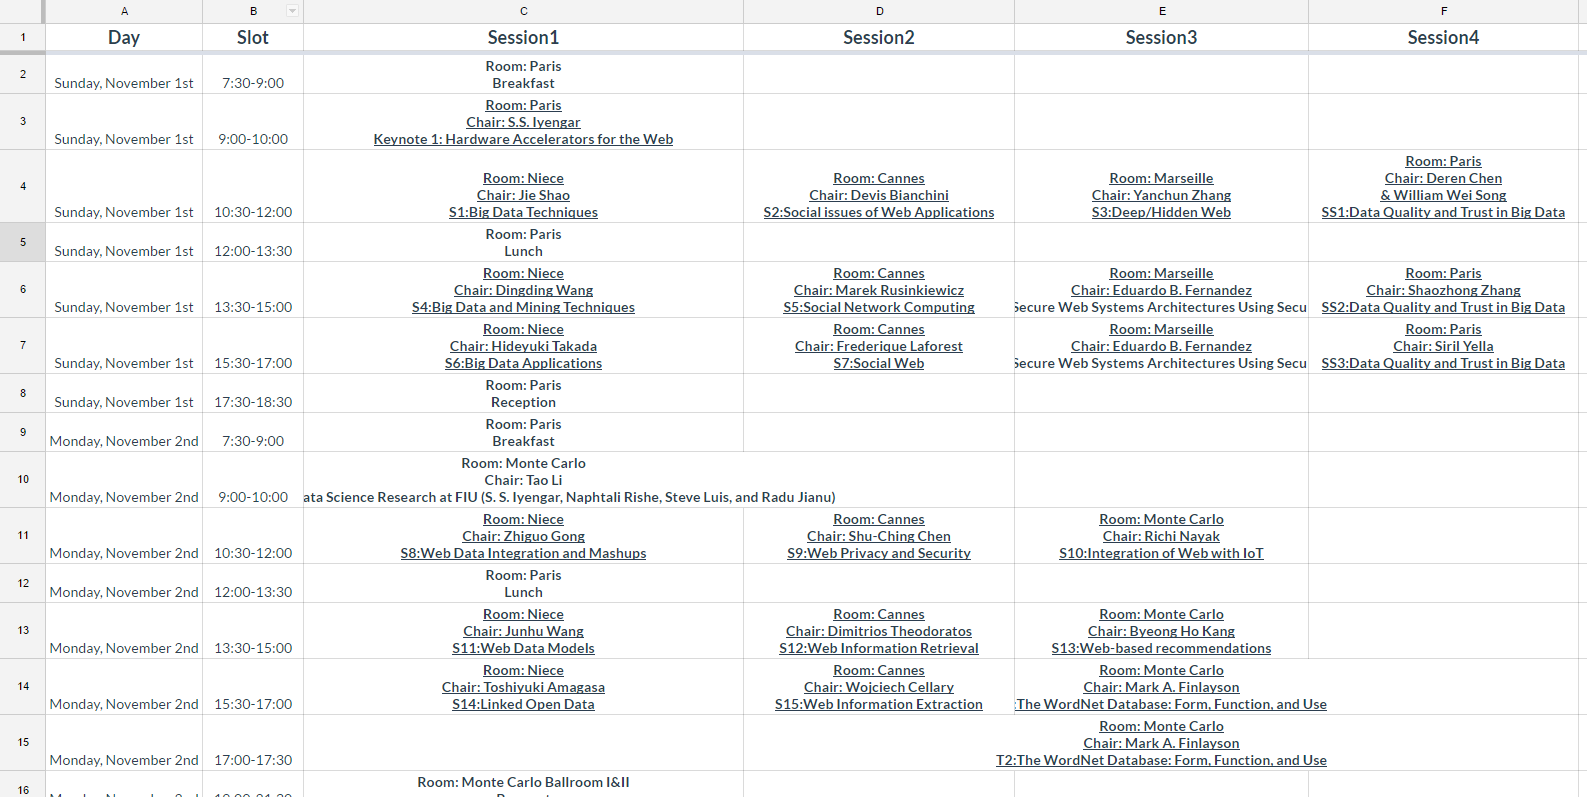 A B C D E F
1 Day Slot Session1 Session2 Session3 Session4
2 Sunday, November 1st 7:30-9:00
Room: Paris
Breakfast
3 Sunday, November 1st 9:00-10:00
Room: Paris
Chair: S.S. Iyengar
Keynote 1: Hardware Accelerators for the Web
4 Sunday, November 1st 10:30-12:00
Room: Niece
Chair: Jie Shao
S1:Big Data Techniques
Room: Cannes
Chair: Devis Bianchini
S2:Social issues of Web Applications
Room: Marseille
Chair: Yanchun Zhang
S3:Deep/Hidden Web
Room: Paris
Chair: Deren Chen
& William Wei Song
SS1:Data Quality and Trust in Big Data
5 Sunday, November 1st 12:00-13:30
Room: Paris
Lunch
6 Sunday, November 1st 13:30-15:00
Room: Niece
Chair: Dingding Wang
S4:Big Data and Mining Techniques
Room: Cannes
Chair: Marek Rusinkiewicz
S5:Social Network Computing
Room: Marseille
Chair: Eduardo B. Fernandez
Secure Web Systems Architectures Using Secu
Room: Paris
Chair: Shaozhong Zhang
SS2:Data Quality and Trust in Big Data
7 Sunday, November 1st 15:30-17:00
Room: Niece
Chair: Hideyuki Takada
S6:Big Data Applications
Room: Cannes
Chair: Frederique Laforest
S7:Social Web
Room: Marseille
Chair: Eduardo B. Fernandez
Secure Web Systems Architectures Using Secu
Room: Paris
Chair: Siril Yella
SS3:Data Quality and Trust in Big Data
8 Sunday, November 1st 17:30-18:30
Room: Paris
Reception
9 Monday, November 2nd 7:30-9:00
Room: Paris
Breakfast
10 Monday, November 2nd 9:00-10:00
Room: Monte Carlo
Chair: Tao Li
ata Science Research at FIU (S. S. Iyengar, Naphtali Rishe, Steve Luis, and Radu Jianu)
11 Monday, November 2nd 10:30-12:00
Room: Niece
Chair: Zhiguo Gong
S8:Web Data Integration and Mashups
Room: Cannes
Chair: Shu-Ching Chen
S9:Web Privacy and Security
Room: Monte Carlo
Chair: Richi Nayak
S10:Integration of Web with IoT
12 Monday, November 2nd 12:00-13:30
Room: Paris
Lunch
13 Monday, November 2nd 13:30-15:00
Room: Niece
Chair: Junhu Wang
S11:Web Data Models
Room: Cannes
Chair: Dimitrios Theodoratos
S12:Web Information Retrieval
Room: Monte Carlo
Chair: Byeong Ho Kang
S13:Web-based recommendations
14 Monday, November 2nd 15:30-17:00
Room: Niece
Chair: Toshiyuki Amagasa
S14:Linked Open Data
Room: Cannes
Chair: Wojciech Cellary
S15:Web Information Extraction
Room: Monte Carlo
Chair: Mark A. Finlayson
:The WordNet Database: Form, Function, and Use
15 Monday, November 2nd 17:00-17:30
Room: Monte Carlo
Chair: Mark A. Finlayson
T2:The WordNet Database: Form, Function, and Use
16
Room: Monte Carlo Ballroom I&II